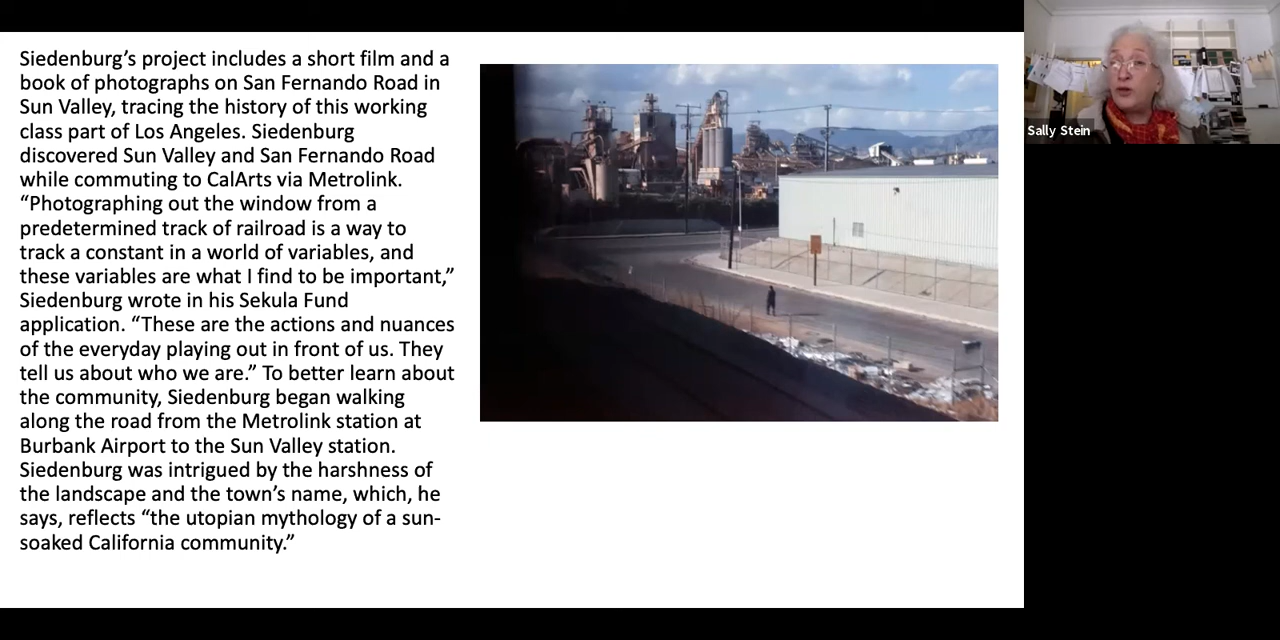 Siedenburg’s project includes a short film and a
book of photographs on San Fernando Road in
Sun Valley, tracing the history of this working
class part of Los Angeles. Siedenburg
discovered Sun Valley and San Fernando Road
while commuting to CalArts via Metrolink.
“Photographing out the window from a
predetermined track of railroad is a way to
track a constant in a world of variables, and
these variables are what I find to be important,”
Siedenburg wrote in his Sekula Fund
application. “These are the actions and nuances
of the everyday playing out in front of us. They
tell us about who we are.” To better learn about
the community, Siedenburg began walking
along the road from the Metrolink station at
Burbank Airport to the Sun Valley station.
Siedenburg was intrigued by the harshness of
the landscape and the town’s name, which, he
says, reflects “the utopian mythology of a sun-
soaked California community.”
Sally Stein